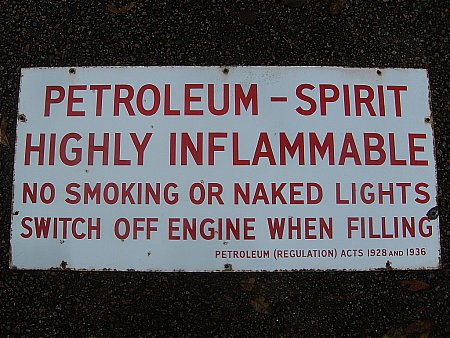 PETROLEUM – SPIRIT
HIGHLY INFLAMMABLE
NO SMOKING OR NAKED LIGHTS
SWITCH OFF ENGINE WHEN FILLING
PETROLEUM (REGULATION) ACTS 1928 AND 1936